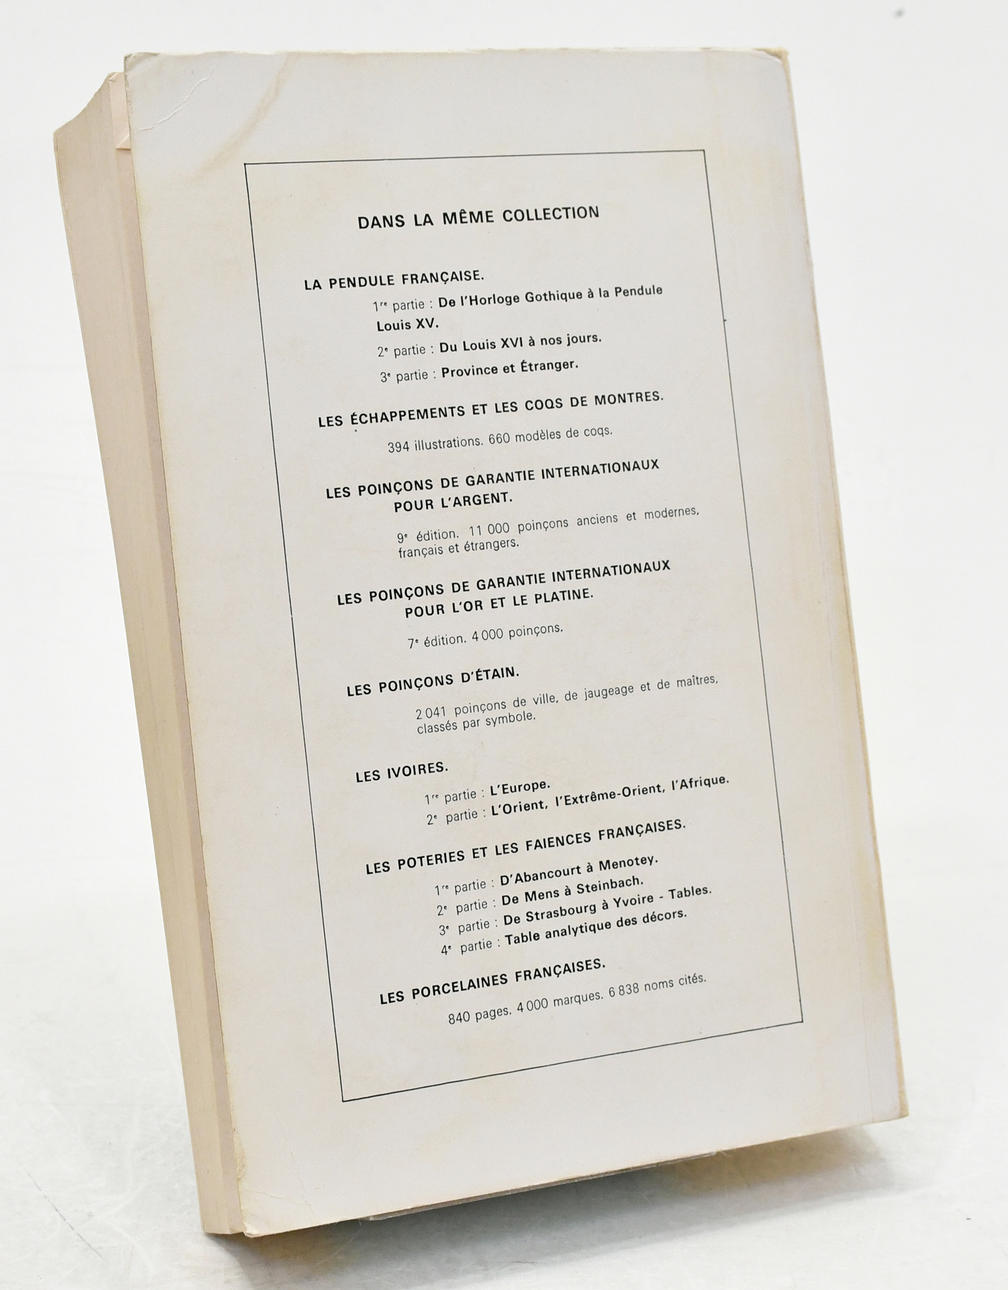 DANS LA MÊME COLLECTION
LA PENDULE FRANÇAISE.
1re partie : De l'Horloge Gothique à la Pendule
Louis XV.
2e partie : Du Louis XVI à nos jours.
3e partie : Province et Étranger.
LES ÉCHAPPEMENTS ET LES COQS DE MONTRES.
394 illustrations. 660 modèles de coqs.
LES POINÇONS DE GARANTIE INTERNATIONAUX
POUR L'ARGENT.
9e édition. 11 000 poinçons anciens et modernes,
français et étrangers.
LES POINÇONS DE GARANTIE INTERNATIONAUX
POUR L'OR ET LE PLATINE.
7e édition. 4 000 poinçons.
LES POINÇONS D'ÉTAIN.
2 041 poinçons de ville, de jaugeage et de maîtres,
classés par symbole.
LES IVOIRES.
1re partie : L'Europe.
2e partie : L'Orient, l'Extrême-Orient, l'Afrique.
LES POTERIES ET LES FAIENCES FRANÇAISES.
1re partie : D'Abancourt à Menotey.
2e partie : De Mens à Steinbach.
3e partie : De Strasbourg à Yvoire - Tables.
4e partie : Table analytique des décors.
LES PORCELAINES FRANÇAISES.
840 pages. 4 000 marques. 6 838 noms cités.